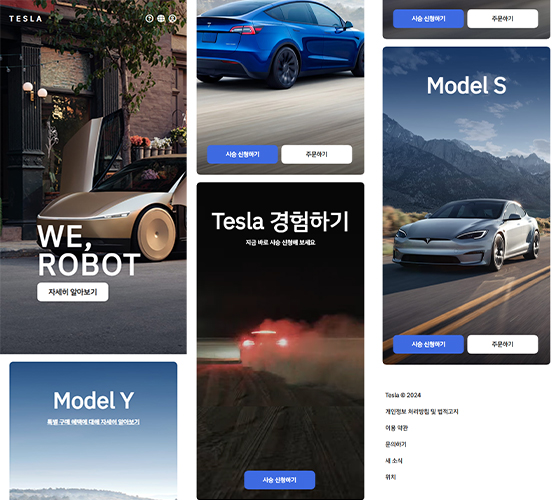 TESLA
WE,
ROBOT
자세히 알아보기
Model Y
특별 구매 혜택에 대해 자세히 알아보기
시승 신청하기
주문하기
Tesla 경험하기
지금 바로 시승 신청해 보세요
시승 신청하기
시승 신청하기
주문하기
Model S
시승 신청하기
주문하기
Tesla © 2024
개인정보 처리방침 및 법적고지
이용 약관
문의하기
새 소식
위치